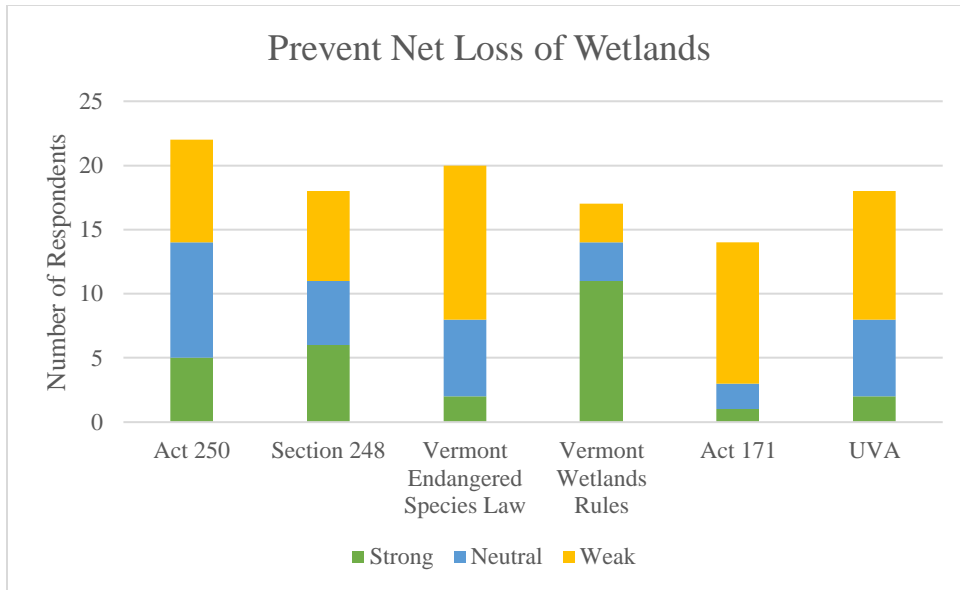 Prevent Net Loss of Wetlands
Number of Respondents
25
20
15
10
5
0
Act 250
Section 248
Vermont
Endangered
Species Law
Vermont
Wetlands
Rules
Act 171
UVA
Strong
Neutral
Weak